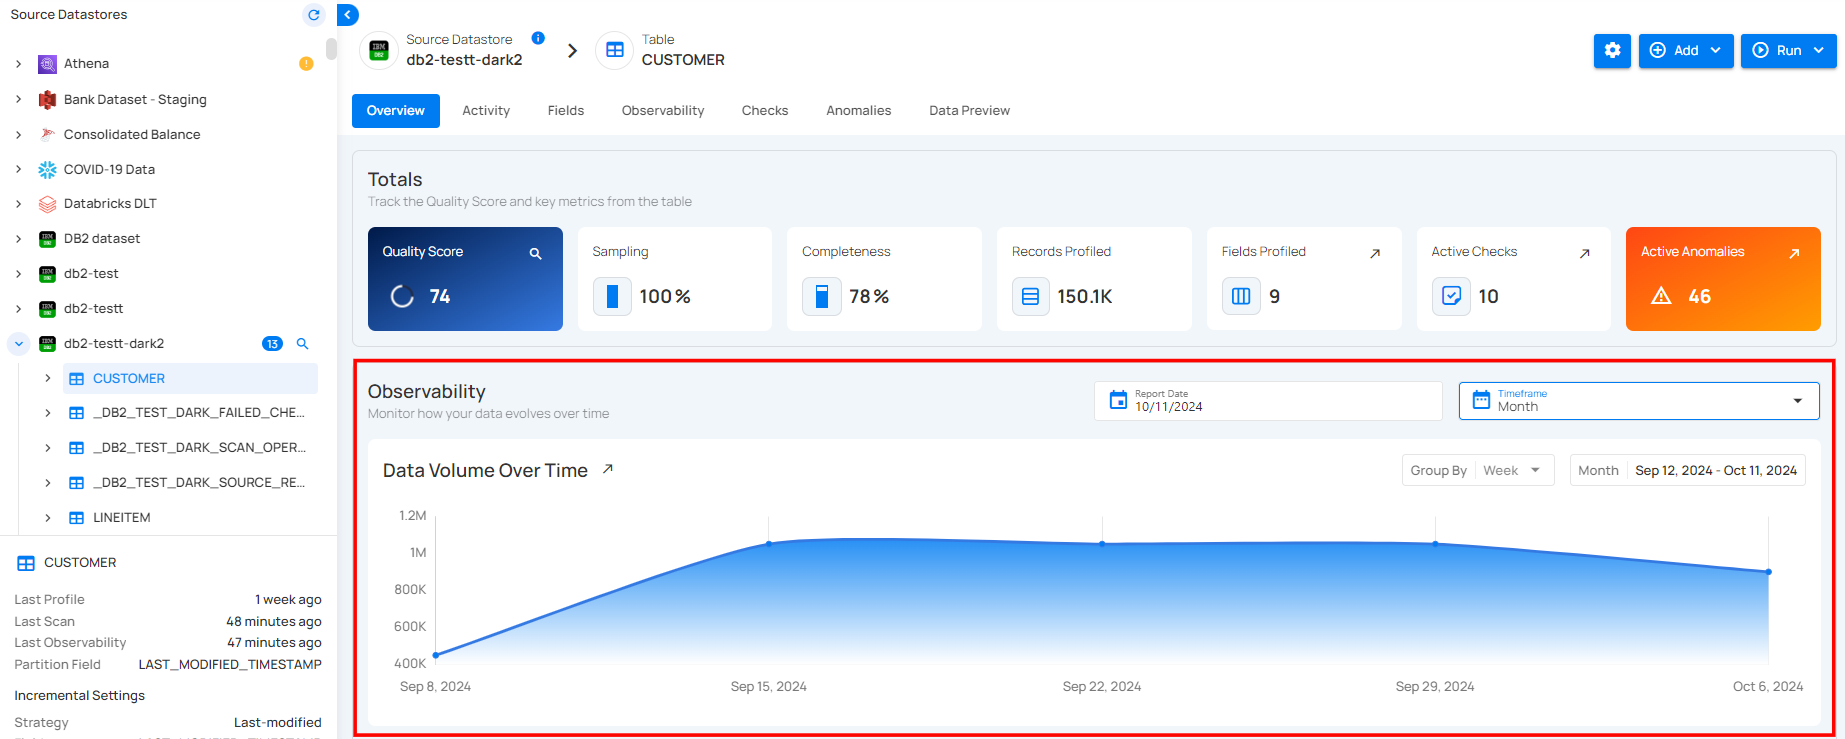 Source Datastores
Athena
Bank Dataset - Staging
Consolidated Balance
COVID-19 Data
Databricks DLT
DB2 dataset
db2-test
db2-testt
db2-testt-dark2 13
CUSTOMER
_DB2_TEST_DARK_FAILED_CHE...
_DB2_TEST_DARK_SCAN_OPER...
_DB2_TEST_DARK_SOURCE_RE...
LINEITEM
CUSTOMER
Last Profile 1 week ago
Last Scan 48 minutes ago
Last Observability 47 minutes ago
Partition Field LAST_MODIFIED_TIMESTAMP
Incremental Settings
Strategy Last-modified
Source Datastore
db2-testt-dark2
Table
CUSTOMER
Add
Run
Overview Activity Fields Observability Checks Anomalies Data Preview
Totals
Track the Quality Score and key metrics from the table
Quality Score
74
Sampling
100%
Completeness
78%
Records Profiled
150.1K
Fields Profiled
9
Active Checks
10
Active Anomalies
46
Observability
Monitor how your data evolves over time
Report Date
10/11/2024
Timeframe
Month
Data Volume Over Time
Group By Week
Month Sep 12, 2024 - Oct 11, 2024
1.2M
1M
800K
600K
400K
Sep 8, 2024 Sep 15, 2024 Sep 22, 2024 Sep 29, 2024 Oct 6, 2024